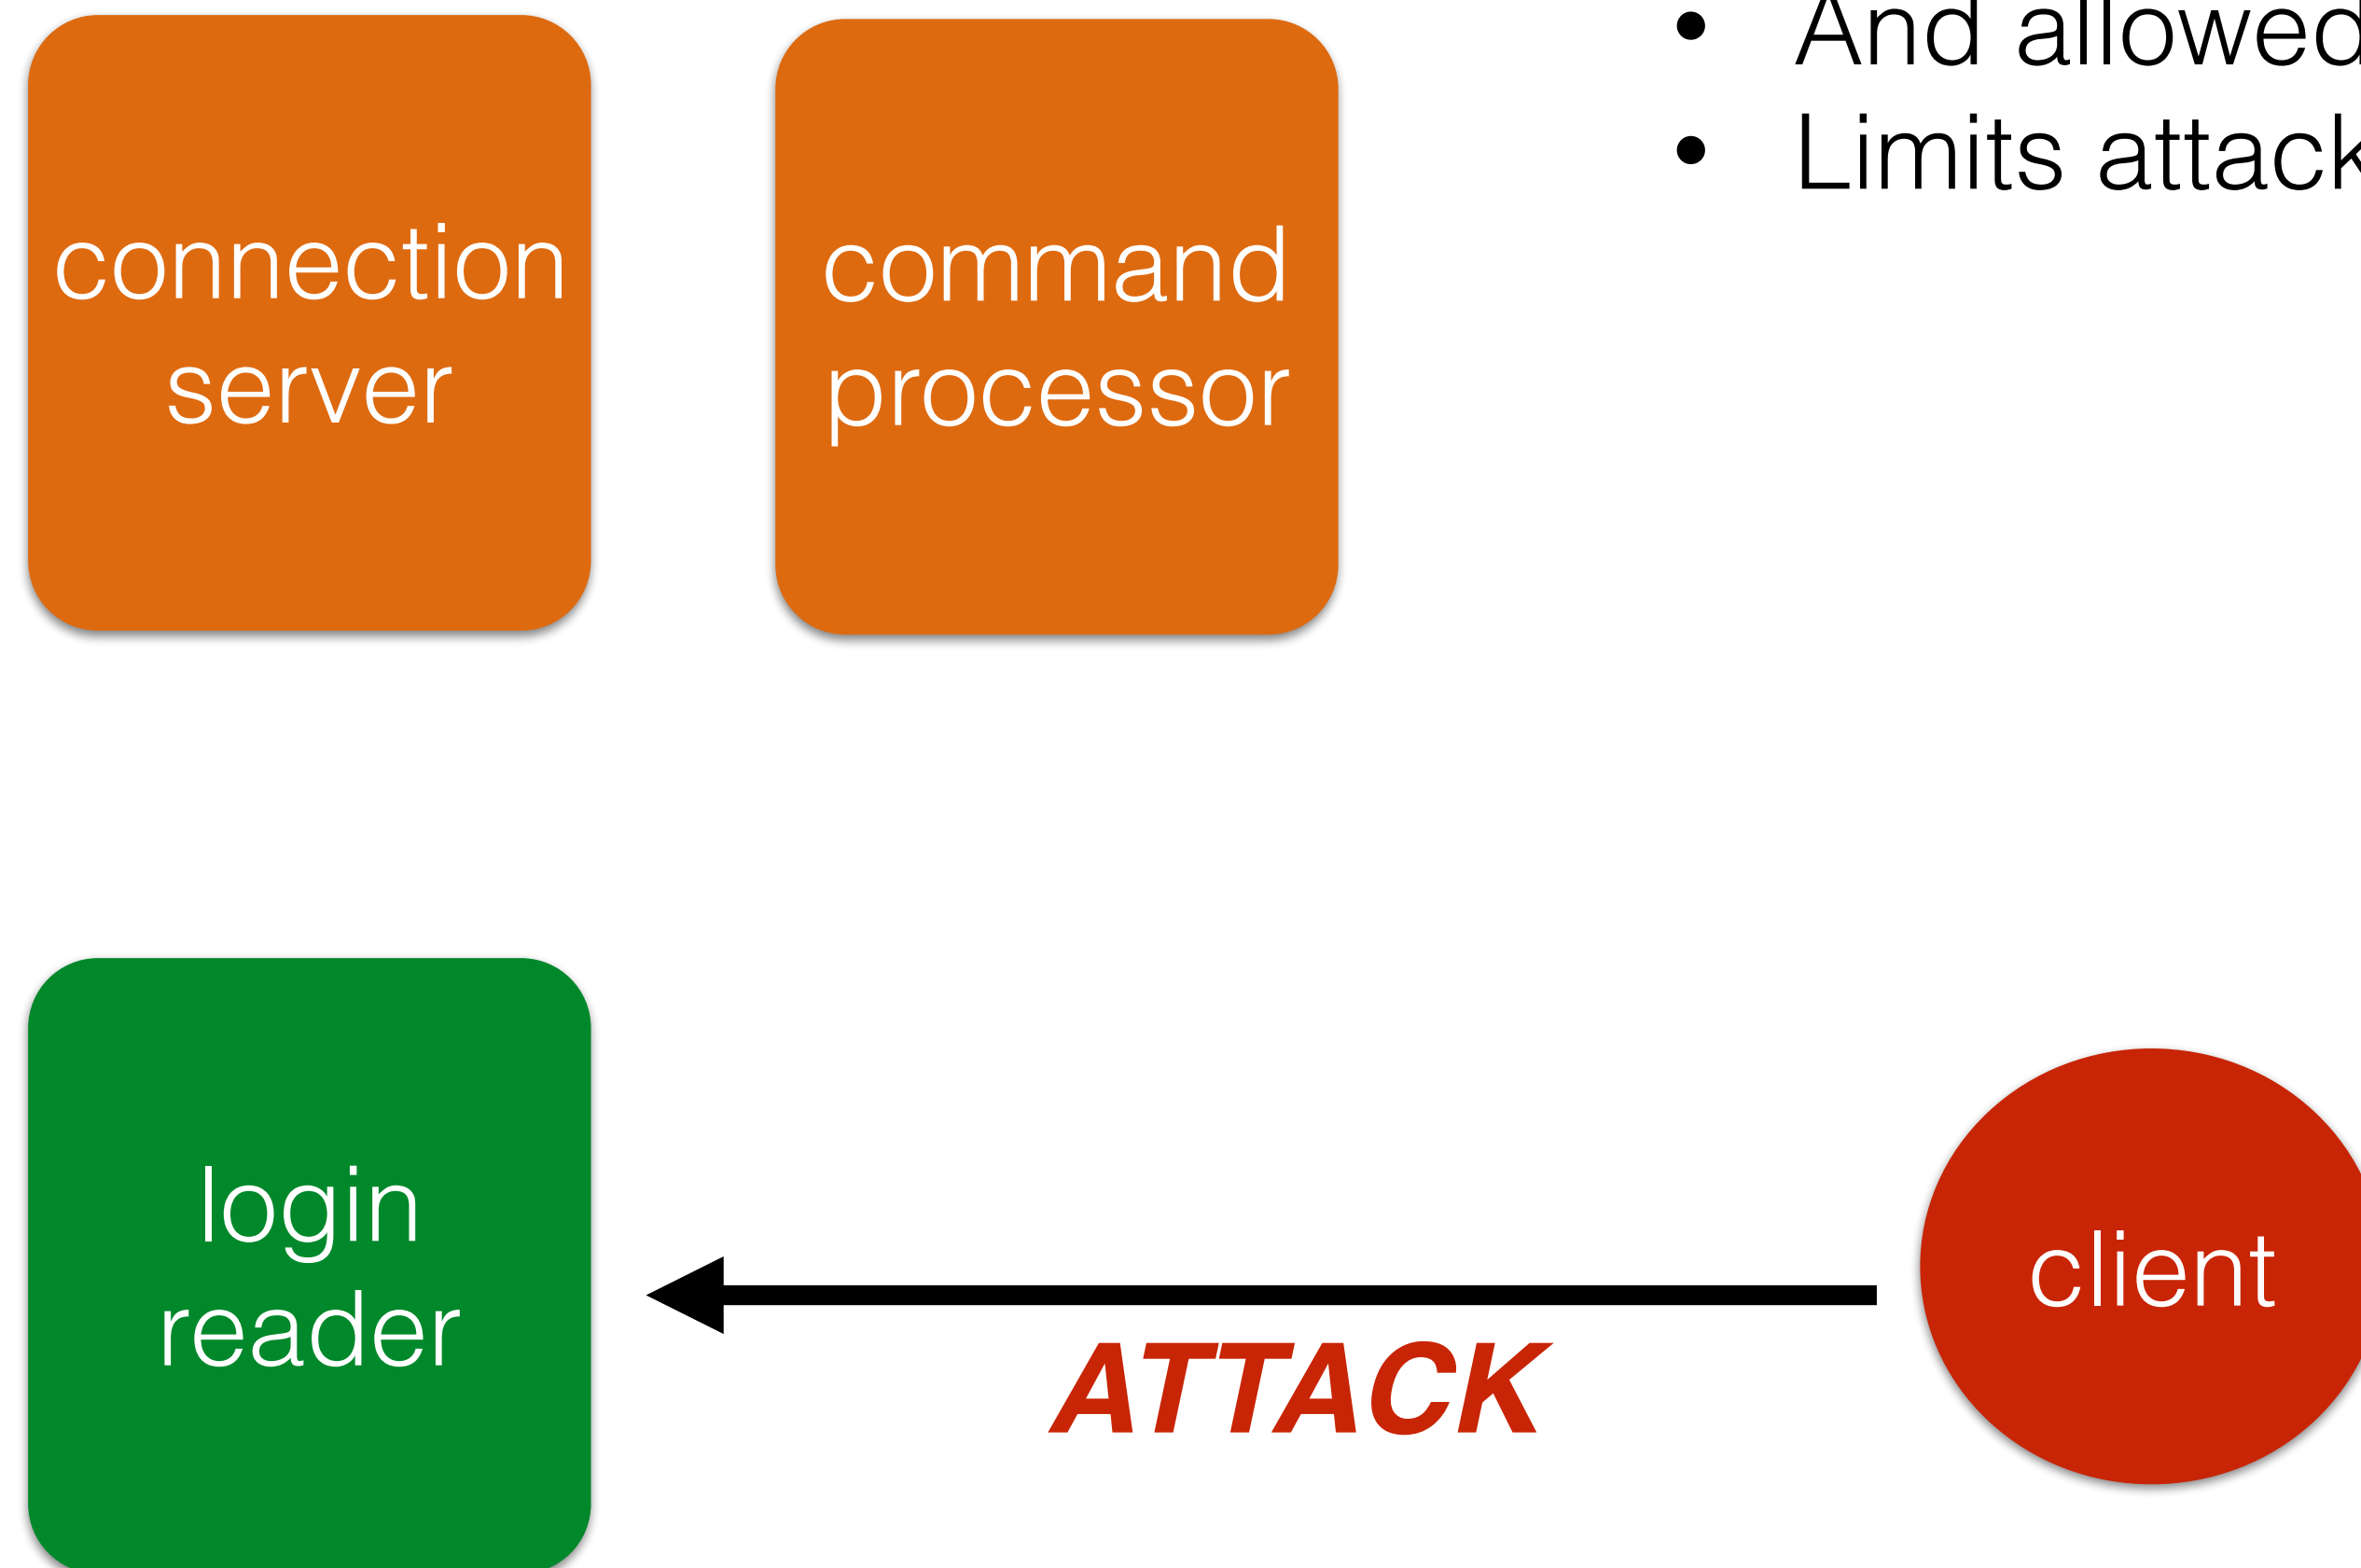 • And allowed
• Limits attack
connection
server
command
processor
login
reader
client
ATTACK